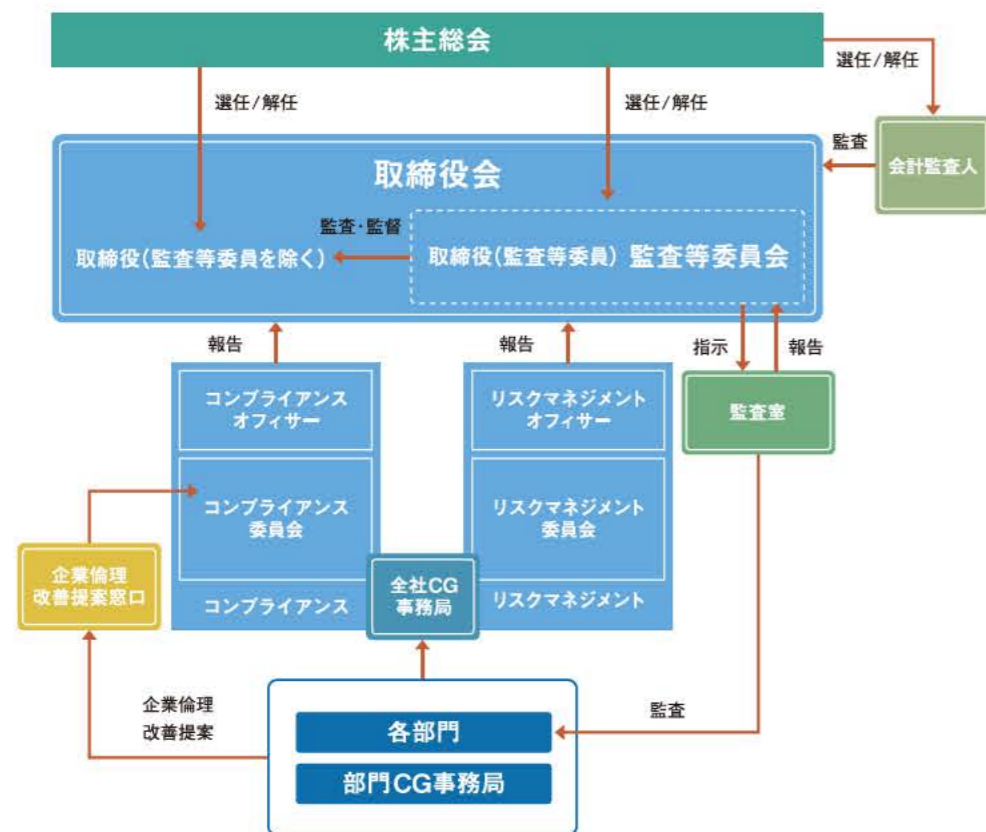 株主総会
選任/解任
選任/解任
選任/解任
取締役会
監査
会計監査人
監査・監督
取締役(監査等委員を除く)
取締役(監査等委員) 監査等委員会
報告
報告
指示
報告
コンプライアンス
オフィサー
リスクマネジメント
オフィサー
監査室
コンプライアンス
委員会
リスクマネジメント
委員会
企業倫理
改善提案窓口
全社CG
事務局
コンプライアンス
リスクマネジメント
企業倫理
改善提案
監査
各部門
部門CG事務局